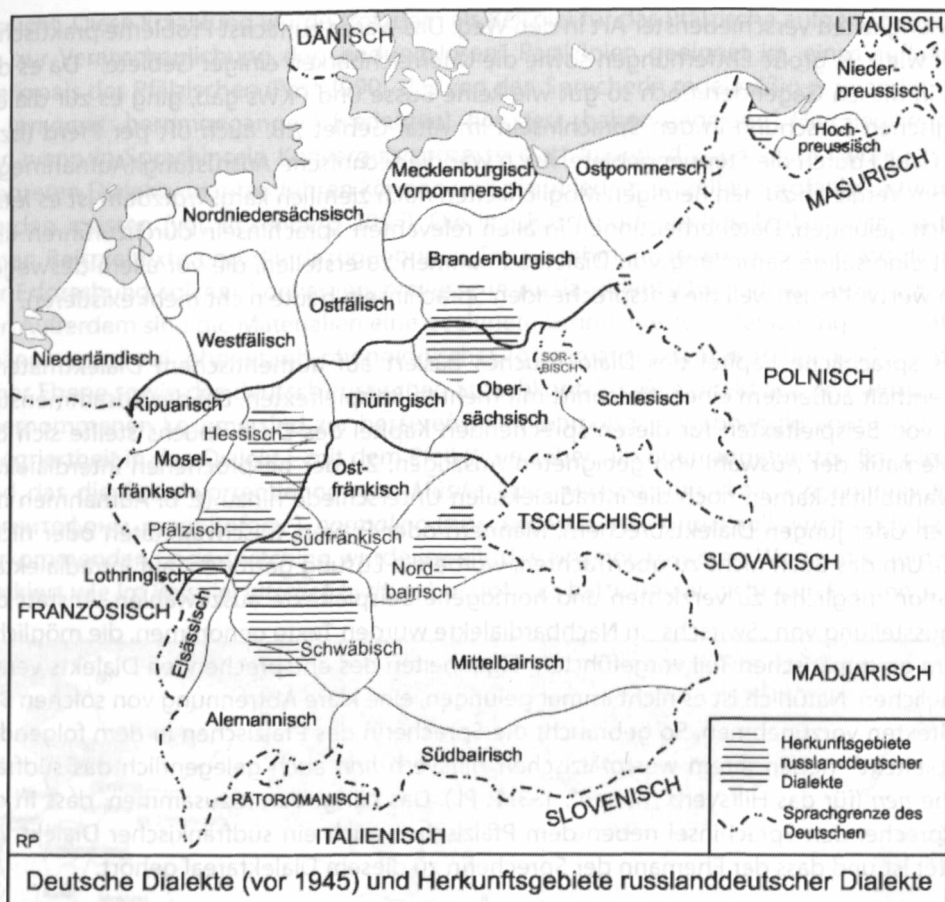 DÄNISCH
LITAUISCH
Nieder-
preussisch
Hoch-
preussisch
MASURISCH
Mecklenburgisch
Vorpommersch
Ostpommersch
Nordniedersächsisch
Brandenburgisch
Ostfälisch
Westfälisch
Niederländisch
SOR-
BISCH
POLNISCH
Ripuarisch
Thüringisch
Ober-
sächsisch
Schlesisch
Hessisch
Mosel-
fränkisch
Ost-
fränkisch
Pfälzisch
Südfränkisch
TSCHECHISCH
SLOVAKISCH
Lothringisch
Nord-
bairisch
FRANZÖSISCH
Elsässisch
Schwäbisch
Mittelbairisch
MADJARISCH
Alemannisch
Südbairisch
RÄTOROMANISCH
SLOVENISCH
ITALIENISCH
RP
Herkunftsgebiete
russlanddeutscher
Dialekte
Sprachgrenze des
Deutschen
Deutsche Dialekte (vor 1945) und Herkunftsgebiete russlanddeutscher Dialekte